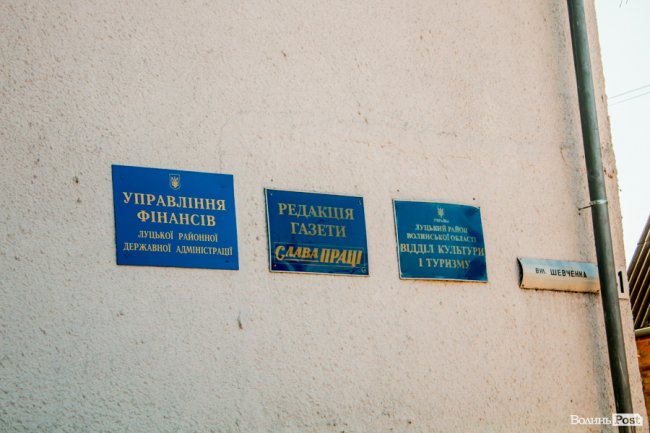 УПРАВЛІННЯ
ФІНАНСІВ
ЛУЦЬКОЇ РАЙОННОЇ
ДЕРЖАВНОЇ АДМІНІСТРАЦІЇ
РЕДАКЦІЯ
ГАЗЕТИ
СЛАВА ПРАЦІ
УКРАЇНА
ЛУЦЬКИЙ РАЙОН
ВОЛИНСЬКОЇ ОБЛАСТІ
ВІДДІЛ КУЛЬТУРИ
І ТУРИЗМУ
вул. ШЕВЧЕНКА
1
ВолиньPost